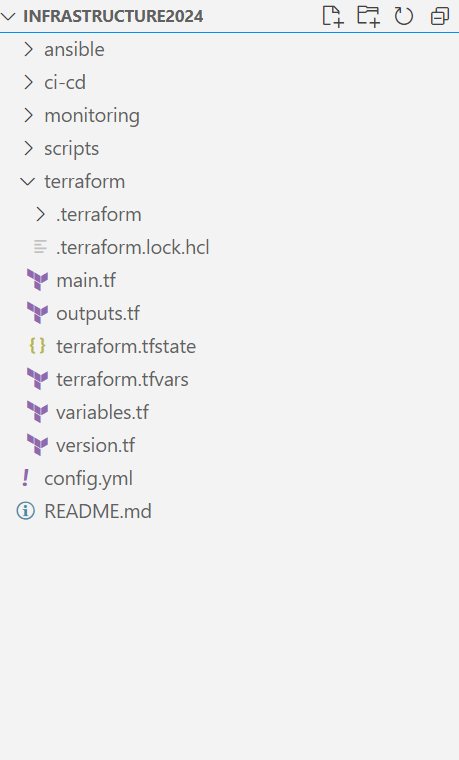 INFRASTRUCTURE2024
ansible
ci-cd
monitoring
scripts
terraform
.terraform
.terraform.lock.hcl
main.tf
outputs.tf
terraform.tfstate
terraform.tfvars
variables.tf
version.tf
config.yml
README.md